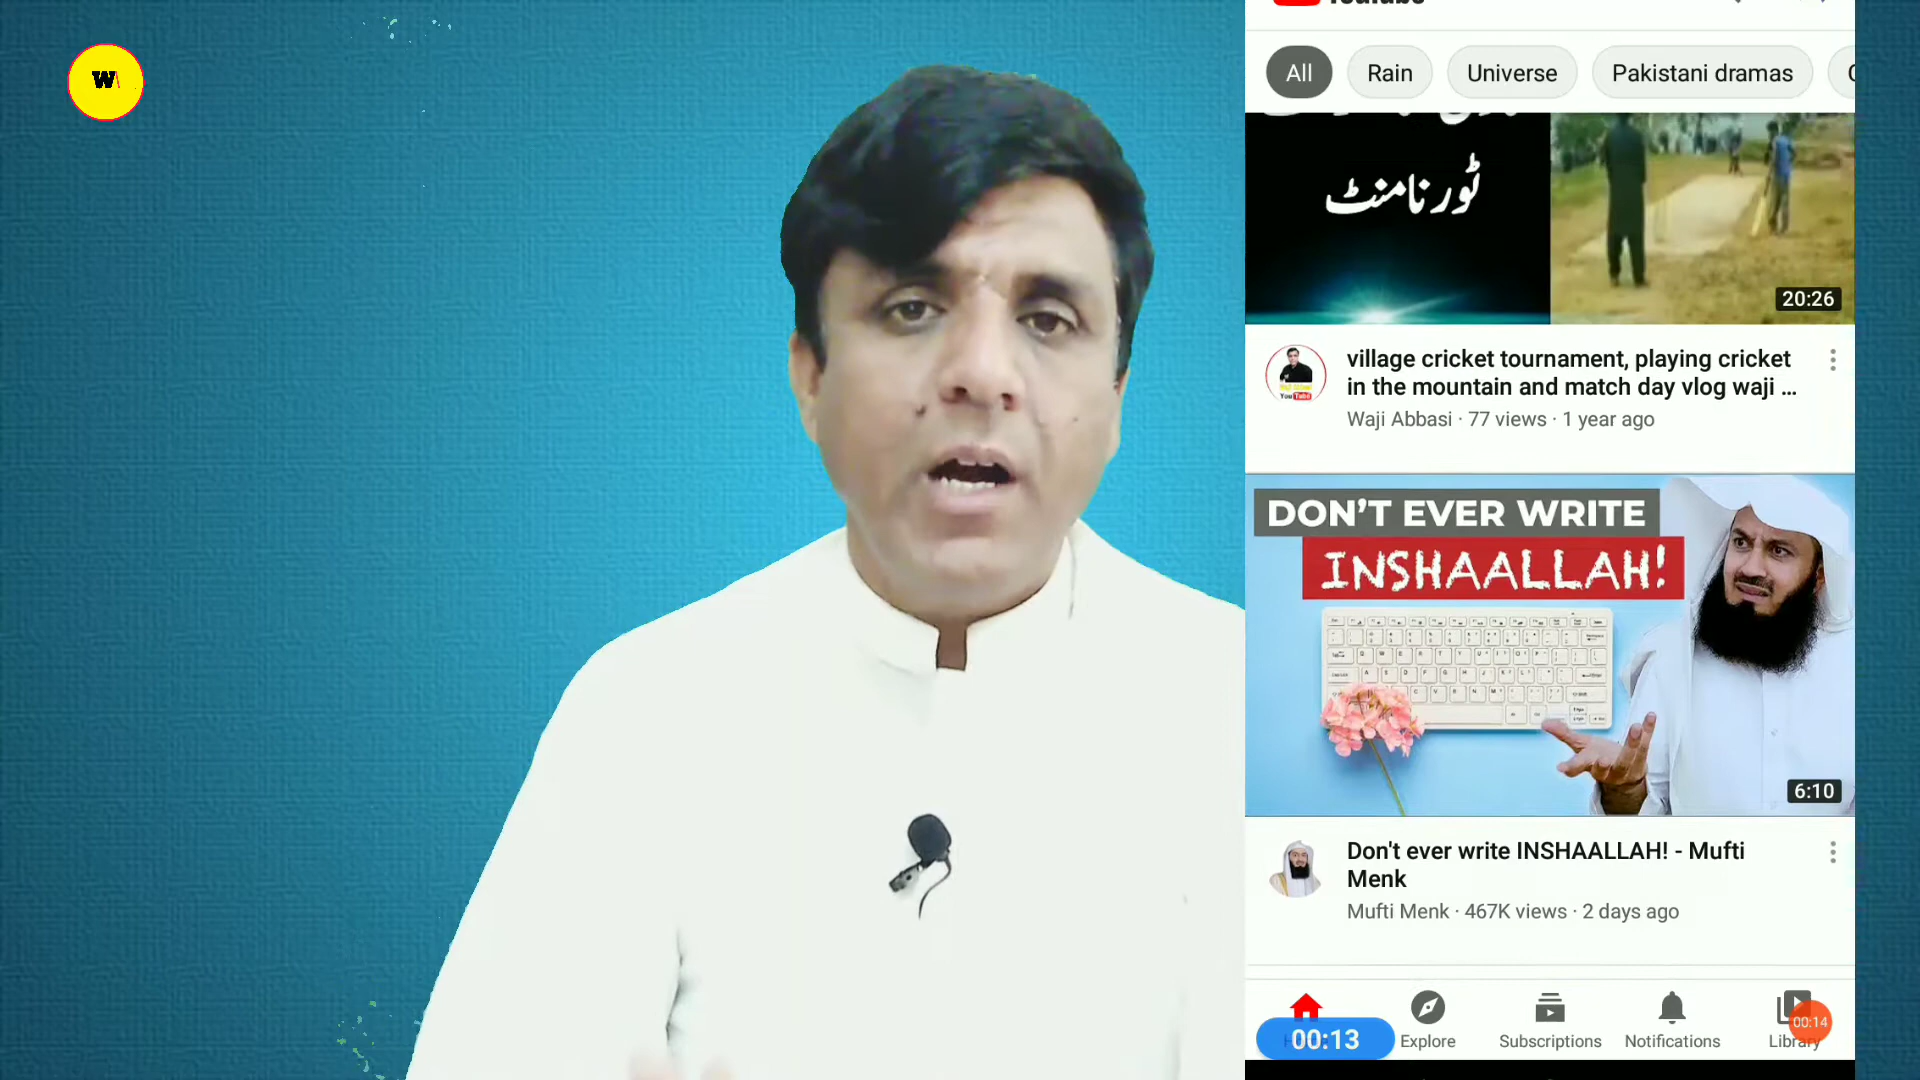 W
All
Rain
Universe
Pakistani dramas
ٹورنامنٹ
20:26
village cricket tournament, playing cricket
in the mountain and match day vlog waji ...
Waji Abbasi · 77 views · 1 year ago
DON'T EVER WRITE
INSHAALLAH!
6:10
Don't ever write INSHAALLAH! - Mufti
Menk
Mufti Menk · 467K views · 2 days ago
00:13
Explore
Subscriptions
Notifications
Library
00:14